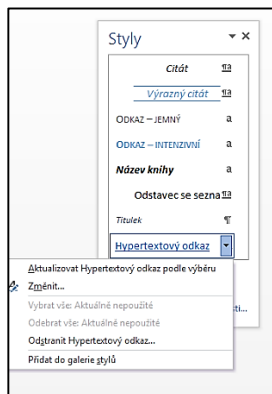 Styly
Citát ¶a
Výrazný citát ¶a
ODKAZ – JEMNÝ a
ODKAZ – INTENZIVNÍ a
Název knihy a
Odstavec se sezna ¶a
Titulek ¶
Hypertextový odkaz
Aktualizovat Hypertextový odkaz podle výběru
Změnit...
Vybrat vše: Aktuálně nepoužité
Odebrat vše: Aktuálně nepoužité
sti...
Odstranit Hypertextový odkaz...
Přidat do galerie stylů